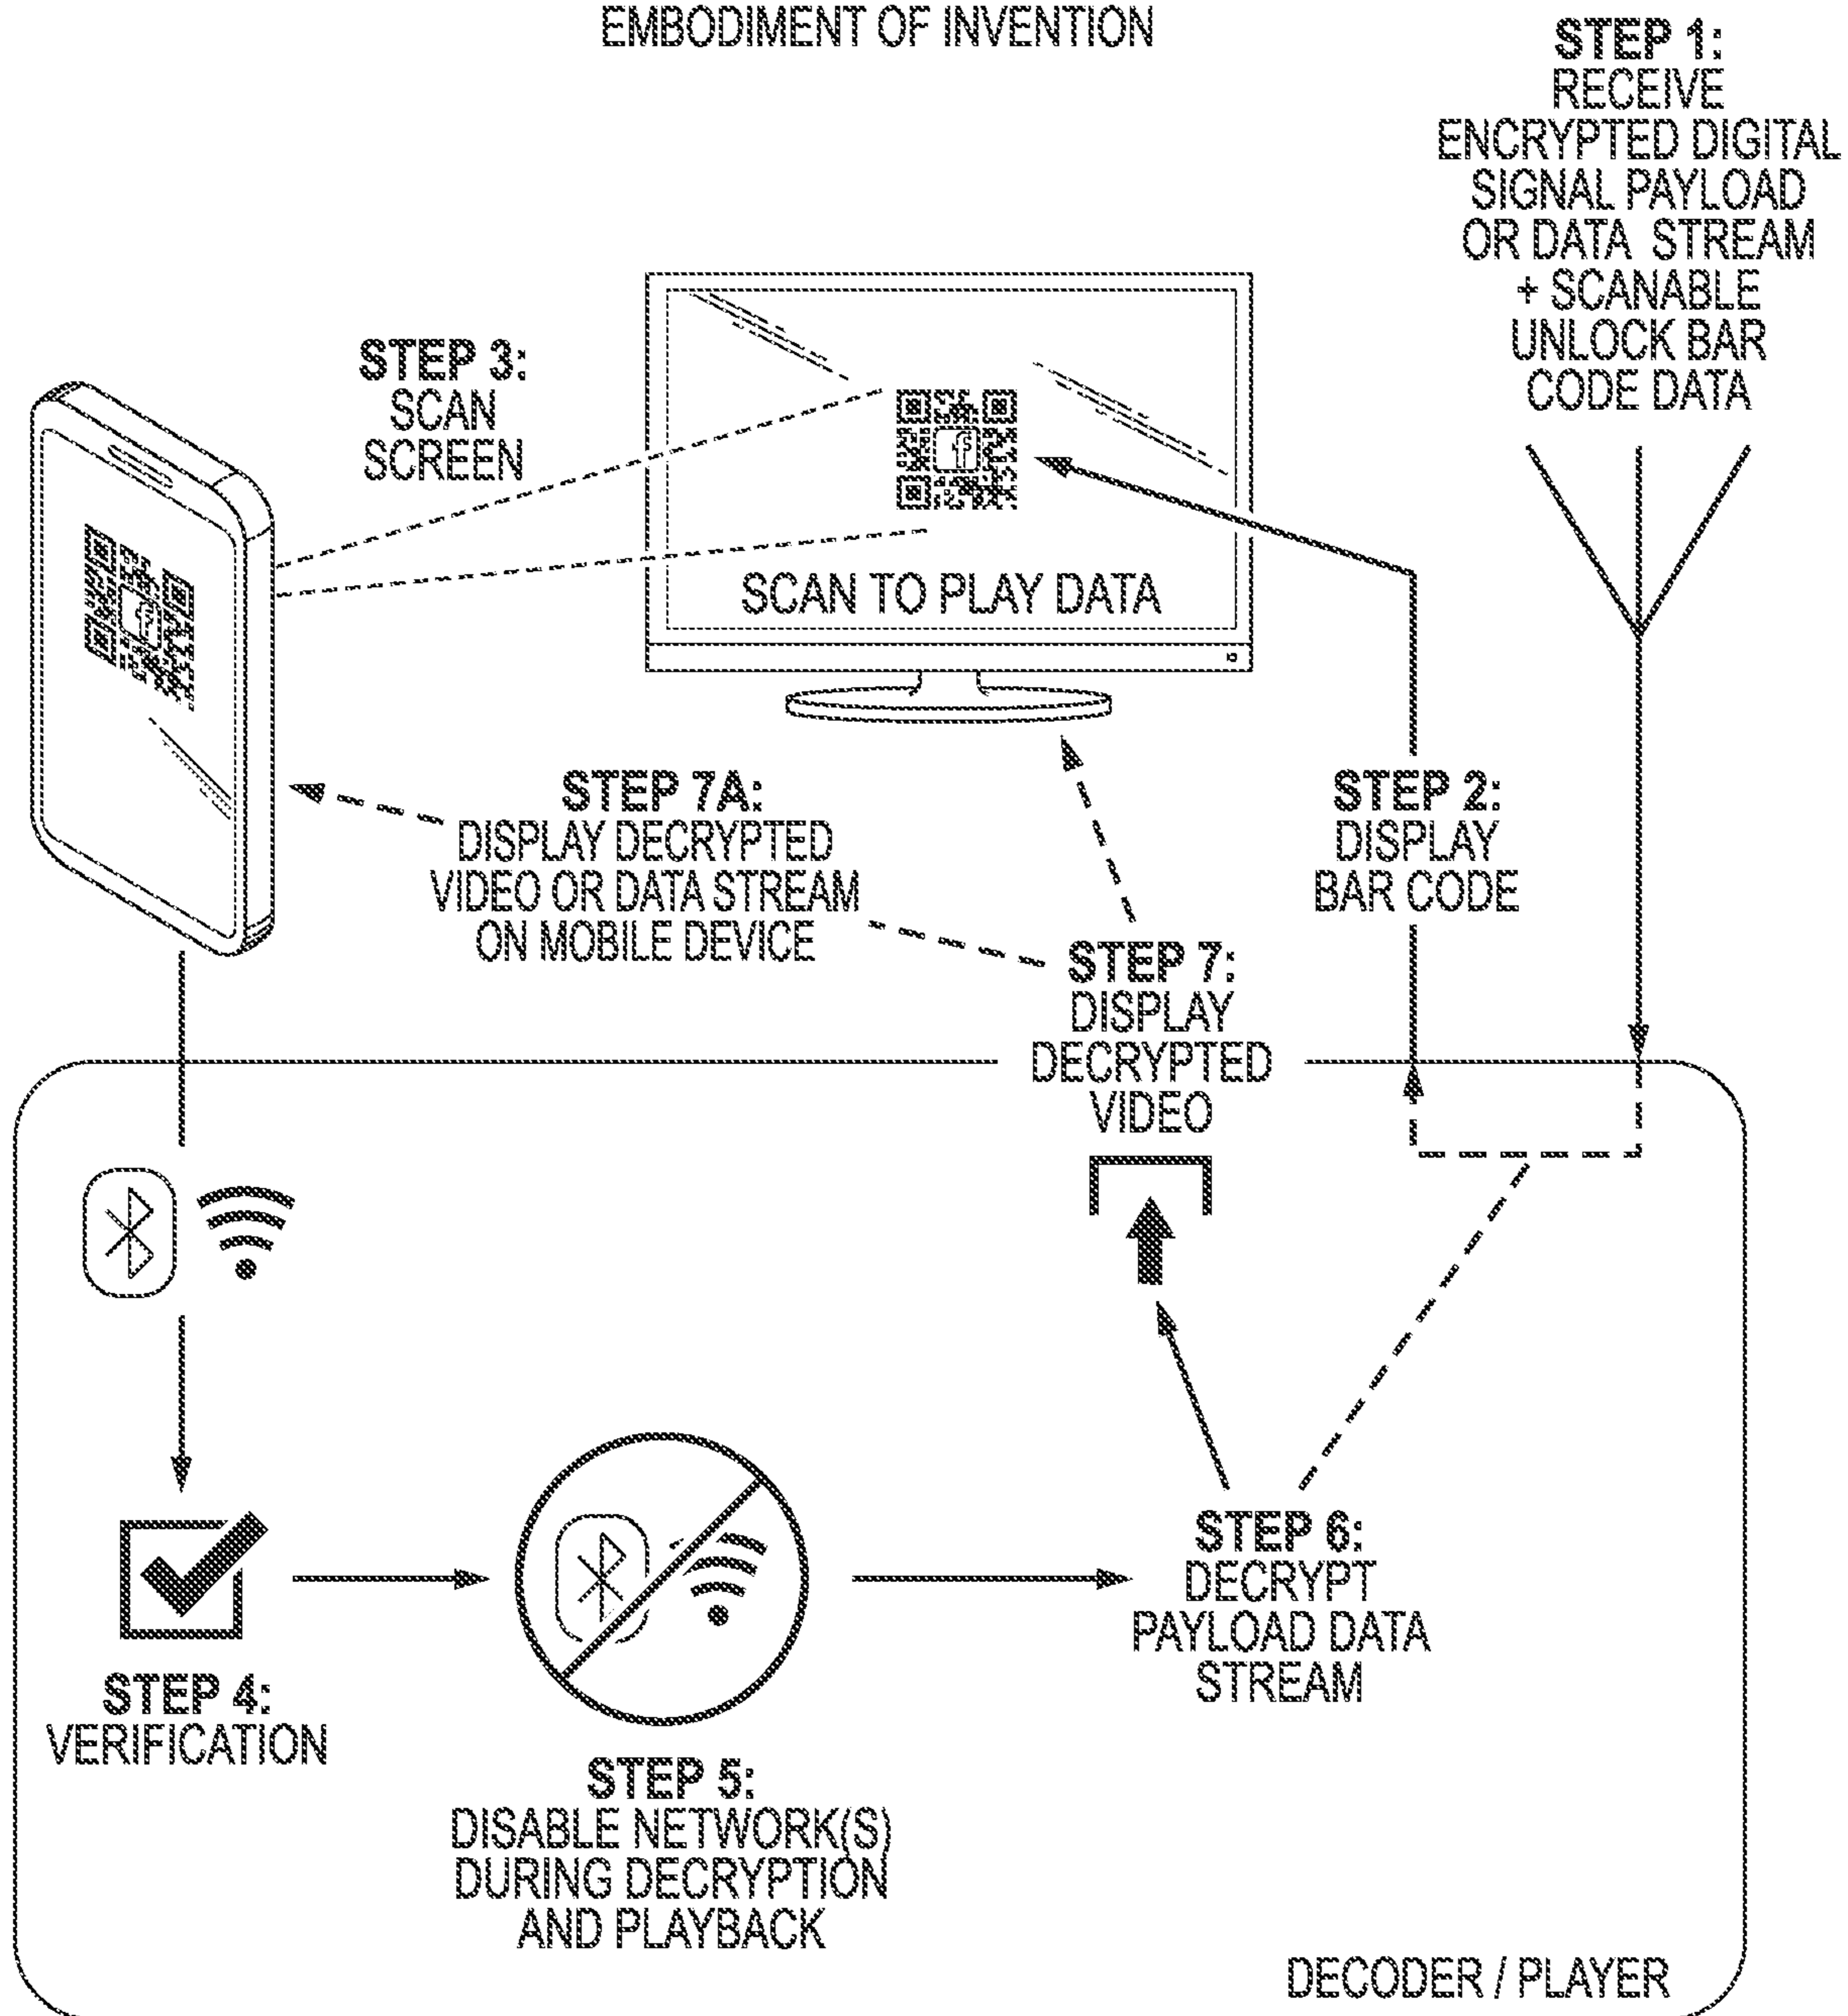 EMBODIMENT OF INVENTION
STEP 1:
RECEIVE
ENCRYPTED DIGITAL
SIGNAL PAYLOAD
OR DATA STREAM
+ SCANABLE
UNLOCK BAR
CODE DATA
STEP 3:
SCAN
SCREEN
f
SCAN TO PLAY DATA
f
STEP 7A:
DISPLAY DECRYPTED
VIDEO OR DATA STREAM
ON MOBILE DEVICE
STEP 2:
DISPLAY
BAR CODE
STEP 7:
DISPLAY
DECRYPTED
VIDEO
STEP 4:
VERIFICATION
STEP 5:
DISABLE NETWORK(S)
DURING DECRYPTION
AND PLAYBACK
STEP 6:
DECRYPT
PAYLOAD DATA
STREAM
DECODER / PLAYER